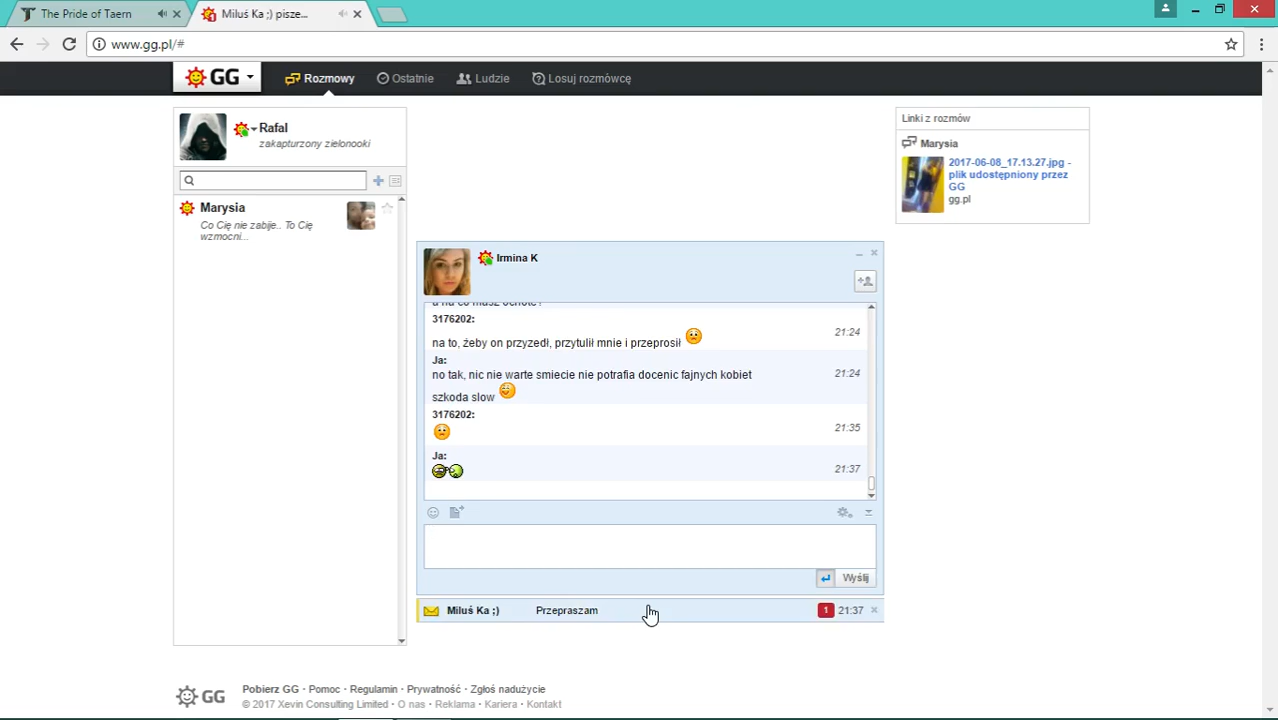 The Pride of Taern
Miluś Ka ;) pisze...
www.gg.pl/#
GG
Rozmowy
Ostatnie
Ludzie
Losuj rozmówcę
Rafal
zakapturzony zielonooki
Marysia
Co Cię nie zabije.. To Cię
wzmocni...
Irmina K
a na co masz ochote?
3176202:
na to, żeby on przyzedł, przytulił mnie i przeprosił
21:24
Ja:
no tak, nic nie warte smiecie nie potrafia docenic fajnych kobiet
21:24
szkoda slow
3176202:
21:35
Ja:
21:37
Wyślij
Miluś Ka ;)
Przepraszam
1
21:37
Linki z rozmów
Marysia
2017-06-08_17.13.27.jpg -
plik udostępniony przez
GG
gg.pl
GG
Pobierz GG · Pomoc · Regulamin · Prywatność · Zgłoś nadużycie
© 2017 Xevin Consulting Limited · O nas · Reklama · Kariera · Kontakt